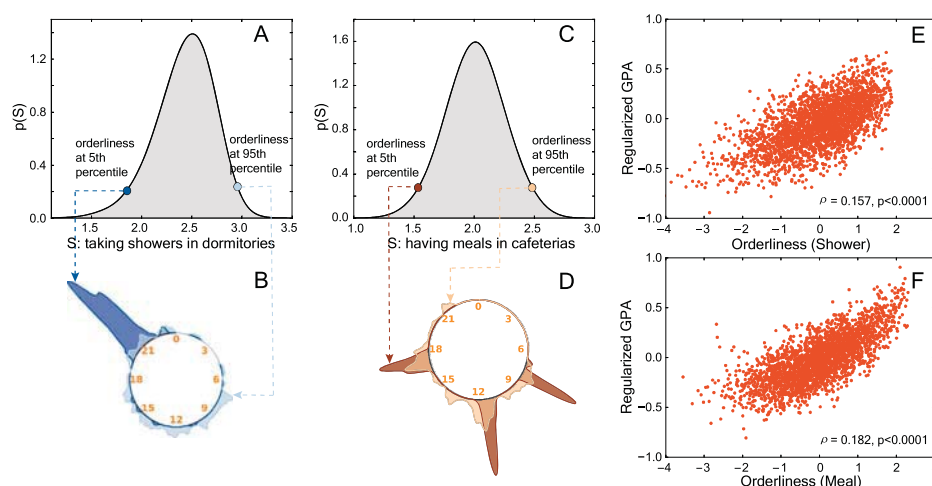 A
p(S)
1.2
0.8
0.4
0.0
orderliness
at 5th
percentile
orderliness
at 95th
percentile
1.5 2.0 2.5 3.0 3.5
S: taking showers in dormitories
C
p(S)
1.6
1.2
0.8
0.4
0.0
orderliness
at 5th
percentile
orderliness
at 95th
percentile
1.0 1.5 2.0 2.5 3.0
S: having meals in cafeterias
E
Regularized GPA
1.0
0.5
0.0
-0.5
-1.0
ρ = 0.157, p<0.0001
-4 -3 -2 -1 0 1 2
Orderliness (Shower)
B
0
3
6
9
12
15
18
21
D
0
3
6
9
12
15
18
21
F
Regularized GPA
1.0
0.5
0.0
-0.5
-1.0
ρ = 0.182, p<0.0001
-4 -3 -2 -1 0 1 2
Orderliness (Meal)